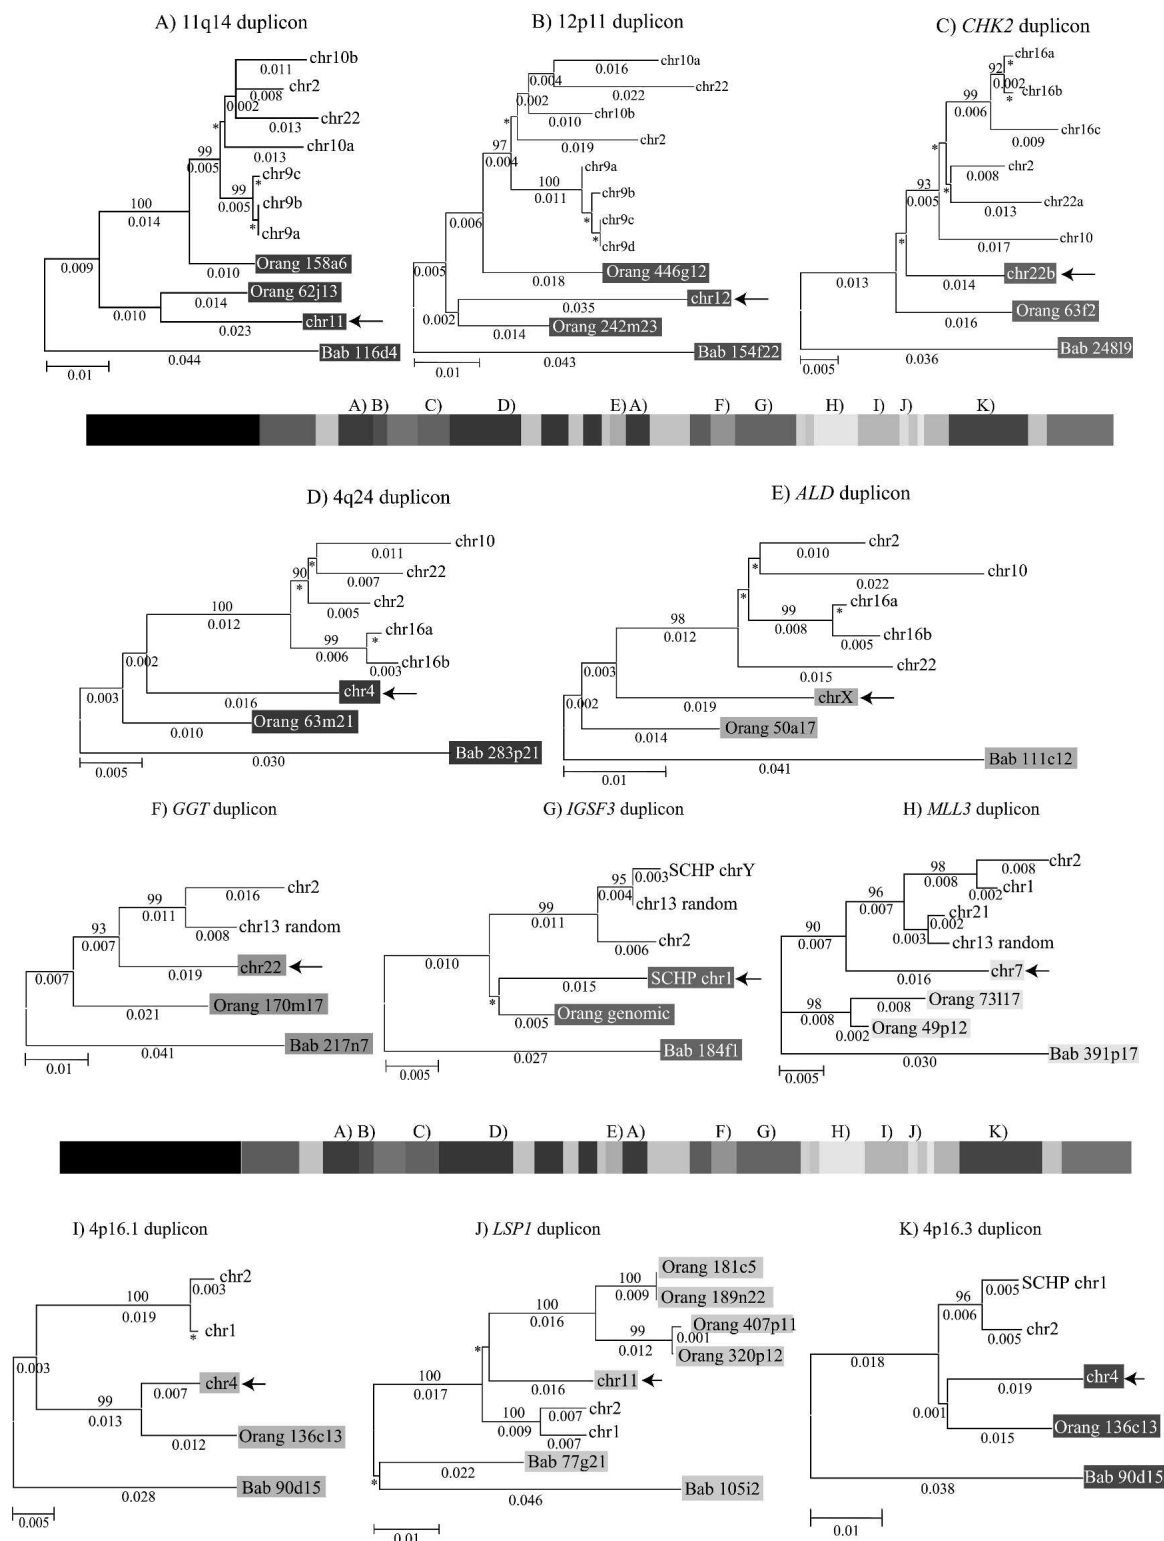 A) 11q14 duplicon
B) 12p11 duplicon
C) CHK2 duplicon
chr10b
0.011
chr2
0.008
0.002
chr22
0.013
*
chr10a
0.013
99
0.005
chr9c
*
99
0.005
chr9b
*
chr9a
100
0.014
Orang 158a6
0.010
0.009
Orang 62j13
0.014
0.010
chr11
0.023
Bab 116d4
0.044
0.01
chr10a
0.016
0.004
chr22
0.022
0.002
chr10b
0.010
*
chr2
0.019
97
0.004
chr9a
100
0.011
chr9b
chr9c
*
chr9d
*
0.006
Orang 446g12
0.018
0.005
chr12
0.035
0.002
Orang 242m23
0.014
Bab 154f22
0.043
0.01
chr16a
*
92
0.002
chr16b
*
99
0.006
chr16c
0.009
*
chr2
0.008
*
chr22a
0.013
93
0.005
chr10
0.017
*
chr22b
0.014
0.013
Orang 63f2
0.016
Bab 248l9
0.036
0.005
A) B) C) D) E) A) F) G) H) I) J) K)
D) 4q24 duplicon
E) ALD duplicon
chr10
0.011
*
chr22
0.007
90
*
chr2
0.005
100
0.012
chr16a
*
99
0.006
chr16b
0.003
0.002
chr4
0.016
0.003
Orang 63m21
0.010
Bab 283p21
0.030
0.005
chr2
0.010
*
chr10
0.022
*
chr16a
*
99
0.008
chr16b
0.005
98
0.012
chr22
0.015
0.003
chrX
0.019
0.002
Orang 50a17
0.014
Bab 111c12
0.041
0.01
F) GGT duplicon
G) IGSF3 duplicon
H) MLL3 duplicon
chr2
0.016
99
0.011
chr13 random
0.008
93
0.007
chr22
0.019
0.007
Orang 170m17
0.021
Bab 217n7
0.041
0.01
SCHP chrY
0.003
95
0.004
chr13 random
99
0.011
chr2
0.006
0.010
SCHP chr1
0.015
*
Orang genomic
0.005
Bab 184f1
0.027
0.005
chr2
0.008
98
0.008
chr1
0.002
96
0.007
chr21
0.002
0.003
chr13 random
90
0.007
chr7
0.016
Orang 73l17
0.008
98
0.008
Orang 49p12
0.002
Bab 391p17
0.030
0.005
A) B) C) D) E) A) F) G) H) I) J) K)
I) 4p16.1 duplicon
J) LSP1 duplicon
K) 4p16.3 duplicon
chr2
0.003
100
0.019
chr1
*
0.003
chr4
0.007
99
0.013
Orang 136c13
0.012
Bab 90d15
0.028
0.005
Orang 181c5
100
0.009
Orang 189n22
100
0.016
Orang 407p11
0.001
99
0.012
Orang 320p12
*
chr11
0.016
100
0.017
chr2
0.007
100
0.009
chr1
0.007
Bab 77g21
0.022
*
Bab 105i2
0.046
0.01
SCHP chr1
0.005
96
0.006
chr2
0.005
0.018
chr4
0.019
0.001
Orang 136c13
0.015
Bab 90d15
0.038
0.01